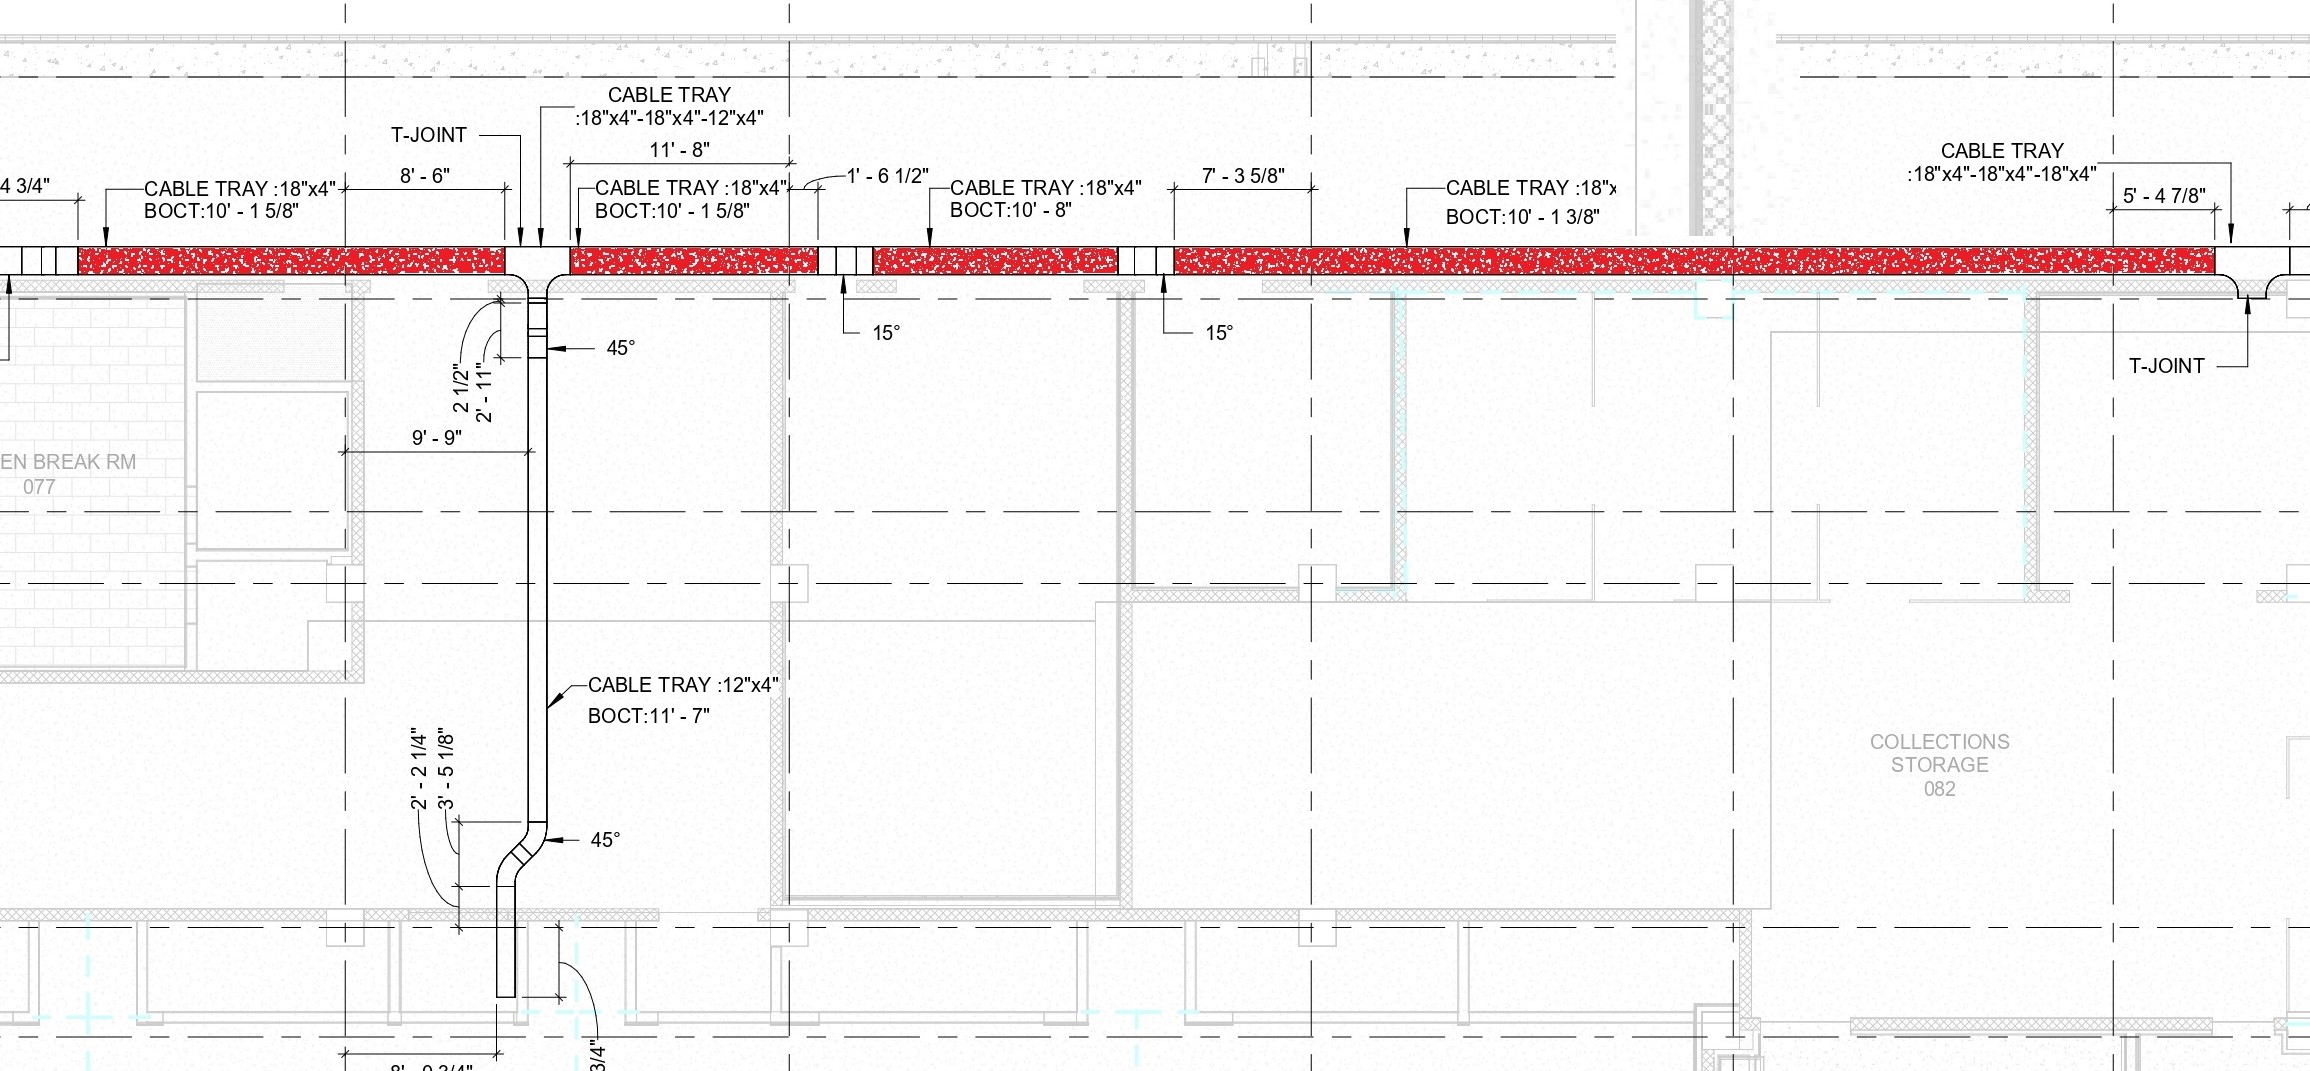 CABLE TRAY
:18"x4"-18"x4"-12"x4"
T-JOINT
11' - 8"
4 3/4"
CABLE TRAY :18"x4"
BOCT:10' - 1 5/8"
8' - 6"
CABLE TRAY :18"x4"
BOCT:10' - 1 5/8"
1' - 6 1/2"
CABLE TRAY :18"x4"
BOCT:10' - 8"
7' - 3 5/8"
CABLE TRAY :18"x
BOCT:10' - 1 3/8"
CABLE TRAY
:18"x4"-18"x4"-18"x4"
5' - 4 7/8"
15°
15°
45°
2 1/2"
2' - 11"
T-JOINT
9' - 9"
EN BREAK RM
077
CABLE TRAY :12"x4"
BOCT:11' - 7"
2' - 2 1/4"
3' - 5 1/8"
45°
COLLECTIONS
STORAGE
082
3/4"
8' - 0 3/4"